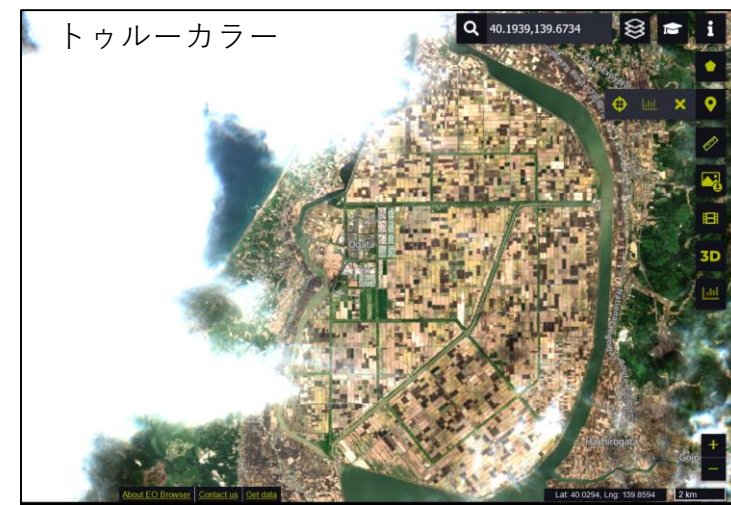 トゥルーカラー
40.1939,139.6734
3D
Ogata
Hachirogata
Gojo
About EO Browser Contact us Get data
Lat: 40.0294, Lng: 139.8594
2 km